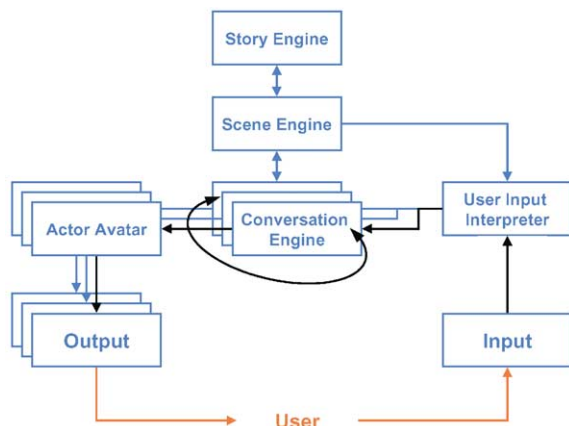 Story Engine
Scene Engine
Actor Avatar
Conversation
Engine
User Input
Interpreter
Output
Input
User